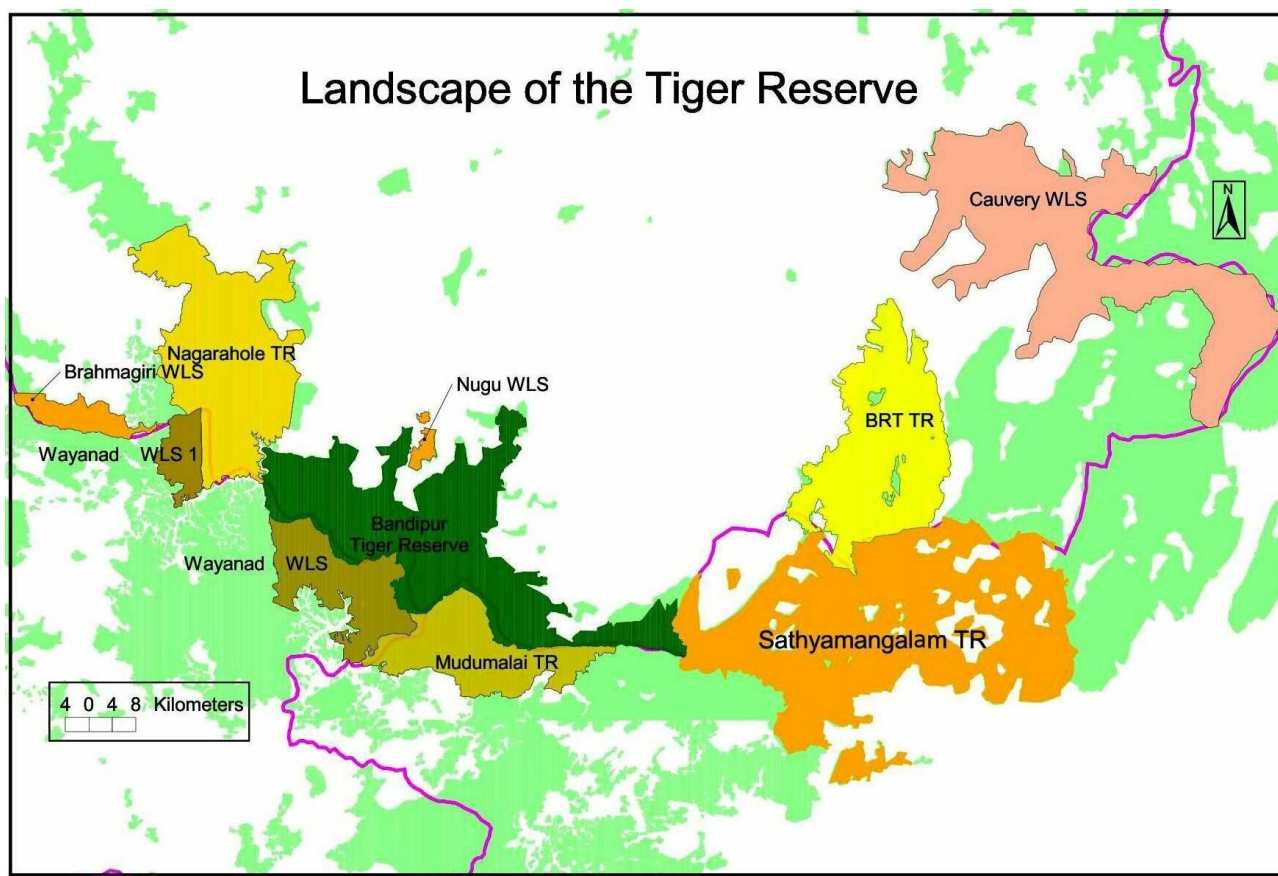 Landscape of the Tiger Reserve
Cauvery WLS
N
Nagarahole TR
Brahmagiri WLS
Nugu WLS
BRT TR
Wayanad WLS 1
Bandipur
Tiger Reserve
Wayanad WLS
Sathyamangalam TR
Mudumalai TR
4 0 4 8 Kilometers